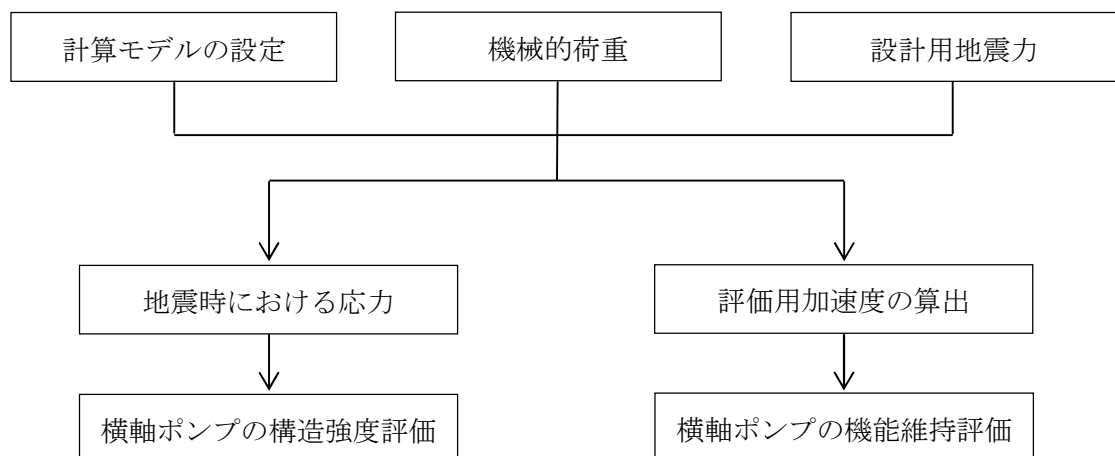 計算モデルの設定
機械的荷重
設計用地震力
地震時における応力
評価用加速度の算出
横軸ポンプの構造強度評価
横軸ポンプの機能維持評価